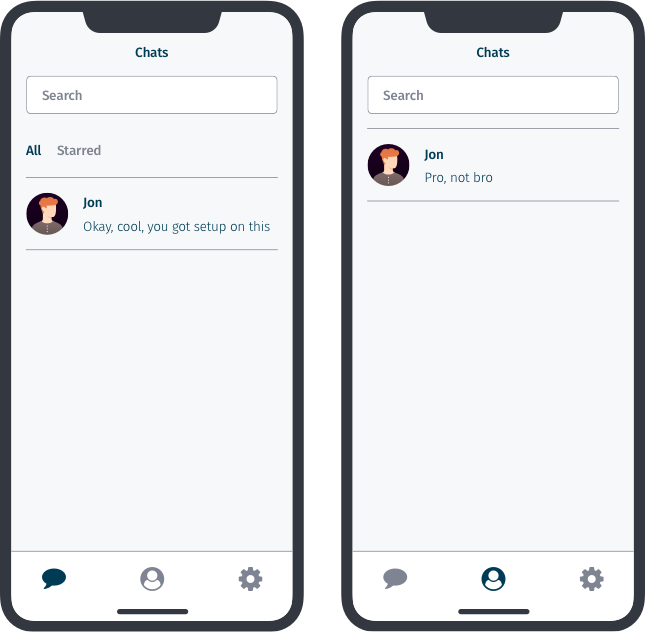 Chats
Search
All Starred
Jon
Okay, cool, you got setup on this
Chats
Search
Jon
Pro, not bro